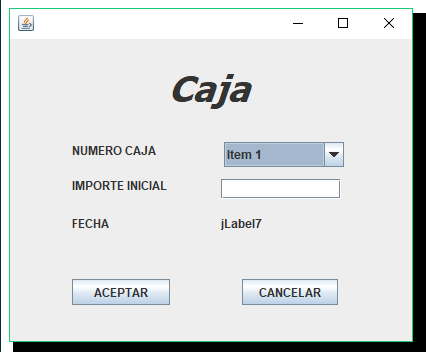 Caja
NUMERO CAJA Item 1
IMPORTE INICIAL
FECHA jLabel7
ACEPTAR CANCELAR